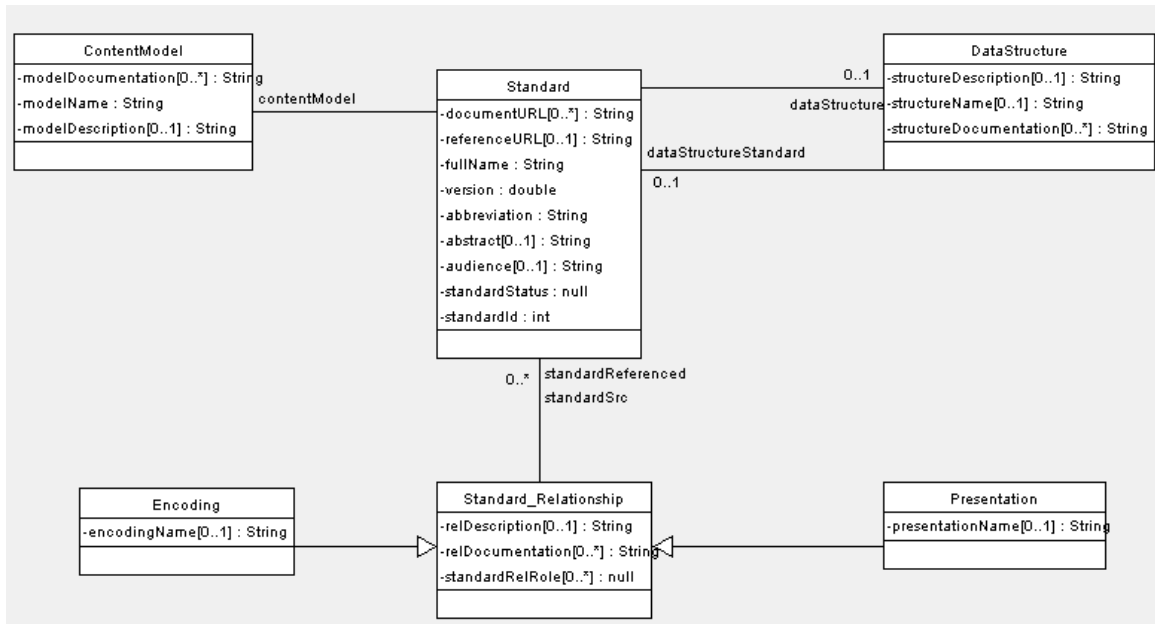 ContentModel
-modelDocumentation[0..*] : String
-modelName : String
-modelDescription[0..1] : String
contentModel
Standard
-documentURL[0..*] : String
-referenceURL[0..1] : String
-fullName : String
-version : double
-abbreviation : String
-abstract[0..1] : String
-audience[0..1] : String
-standardStatus : null
-standardId : int
0..1
dataStructure
dataStructureStandard
0..1
DataStructure
-structureDescription[0..1] : String
-structureName[0..1] : String
-structureDocumentation[0..*] : String
0..*
standardReferenced
standardSrc
Encoding
-encodingName[0..1] : String
Standard_Relationship
-relDescription[0..1] : String
-relDocumentation[0..*] : String
-standardRelRole[0..*] : null
Presentation
-presentationName[0..1] : String